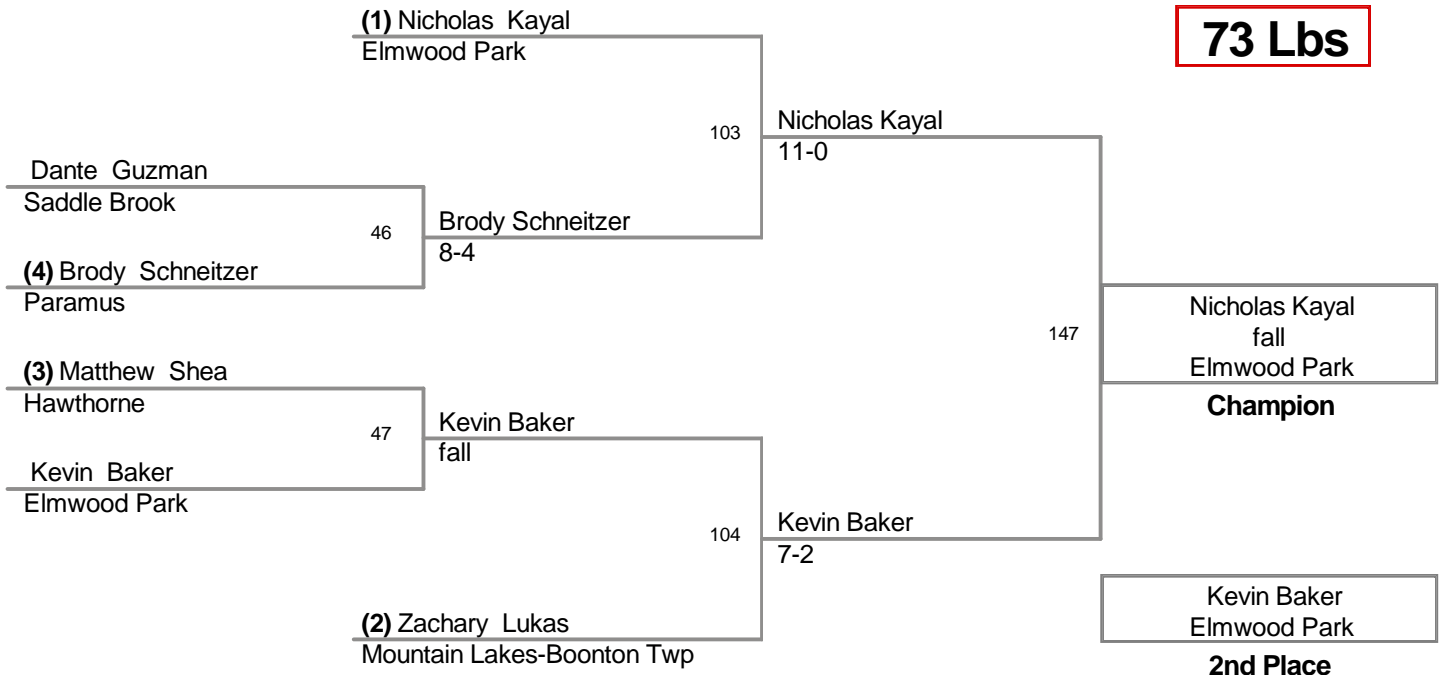 (1) Nicholas Kayal
Elmwood Park
73 Lbs
103
Nicholas Kayal
11-0
Dante Guzman
Saddle Brook
46
Brody Schneitzer
8-4
(4) Brody Schneitzer
Paramus
147
Nicholas Kayal
fall
Elmwood Park
Champion
(3) Matthew Shea
Hawthorne
47
Kevin Baker
fall
Kevin Baker
Elmwood Park
104
Kevin Baker
7-2
(2) Zachary Lukas
Mountain Lakes-Boonton Twp
Kevin Baker
Elmwood Park
2nd Place